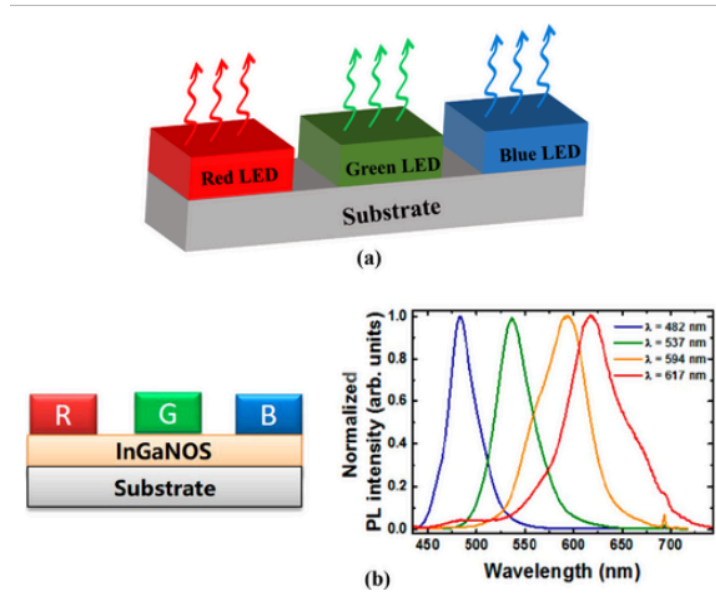 Red LED
Green LED
Blue LED
Substrate
(a)
R
G
B
InGaNOS
Substrate
Normalized
PL intensity (arb. units)
1.0
0.8
0.6
0.4
0.2
0.0
λ = 482 nm
λ = 537 nm
λ = 594 nm
λ = 617 nm
450 500 550 600 650 700
Wavelength (nm)
(b)